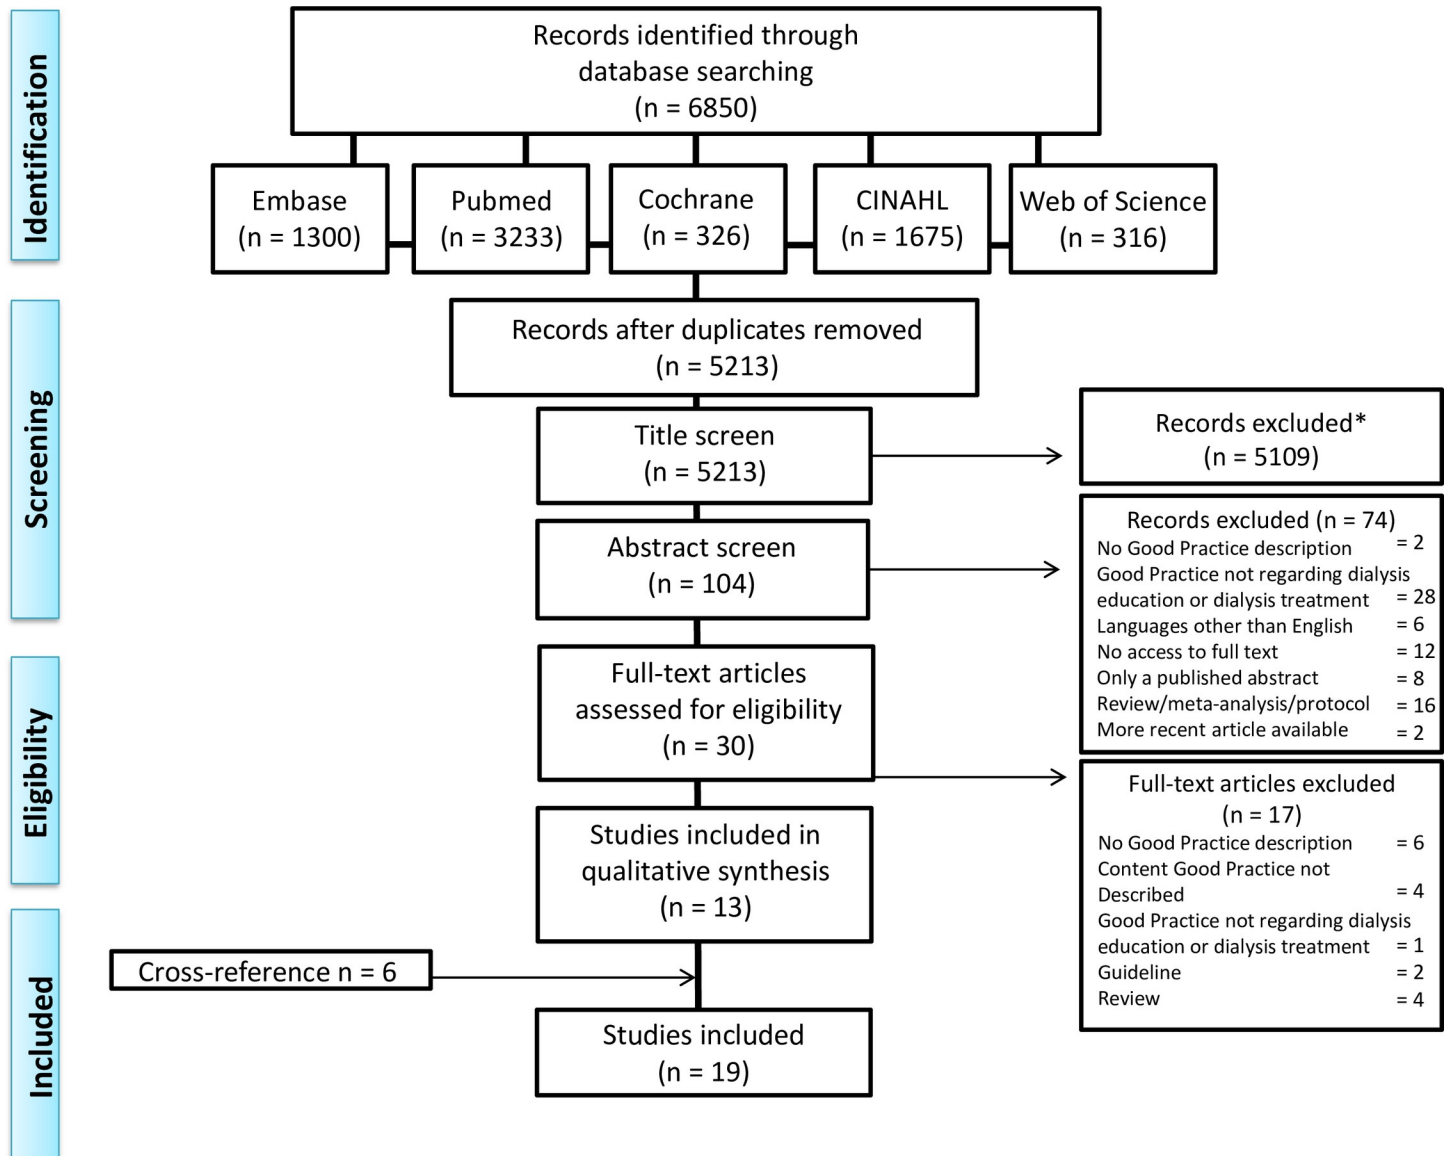 Identification
Records identified through
database searching
(n = 6850)
Embase
(n = 1300)
Pubmed
(n = 3233)
Cochrane
(n = 326)
CINAHL
(n = 1675)
Web of Science
(n = 316)
Screening
Records after duplicates removed
(n = 5213)
Title screen
(n = 5213)
Records excluded*
(n = 5109)
Abstract screen
(n = 104)
Records excluded (n = 74)
No Good Practice description = 2
Good Practice not regarding dialysis
education or dialysis treatment = 28
Languages other than English = 6
No access to full text = 12
Only a published abstract = 8
Review/meta-analysis/protocol = 16
More recent article available = 2
Eligibility
Full-text articles
assessed for eligibility
(n = 30)
Full-text articles excluded
(n = 17)
No Good Practice description = 6
Content Good Practice not
Described = 4
Good Practice not regarding dialysis
education or dialysis treatment = 1
Guideline = 2
Review = 4
Studies included in
qualitative synthesis
(n = 13)
Included
Cross-reference n = 6
Studies included
(n = 19)